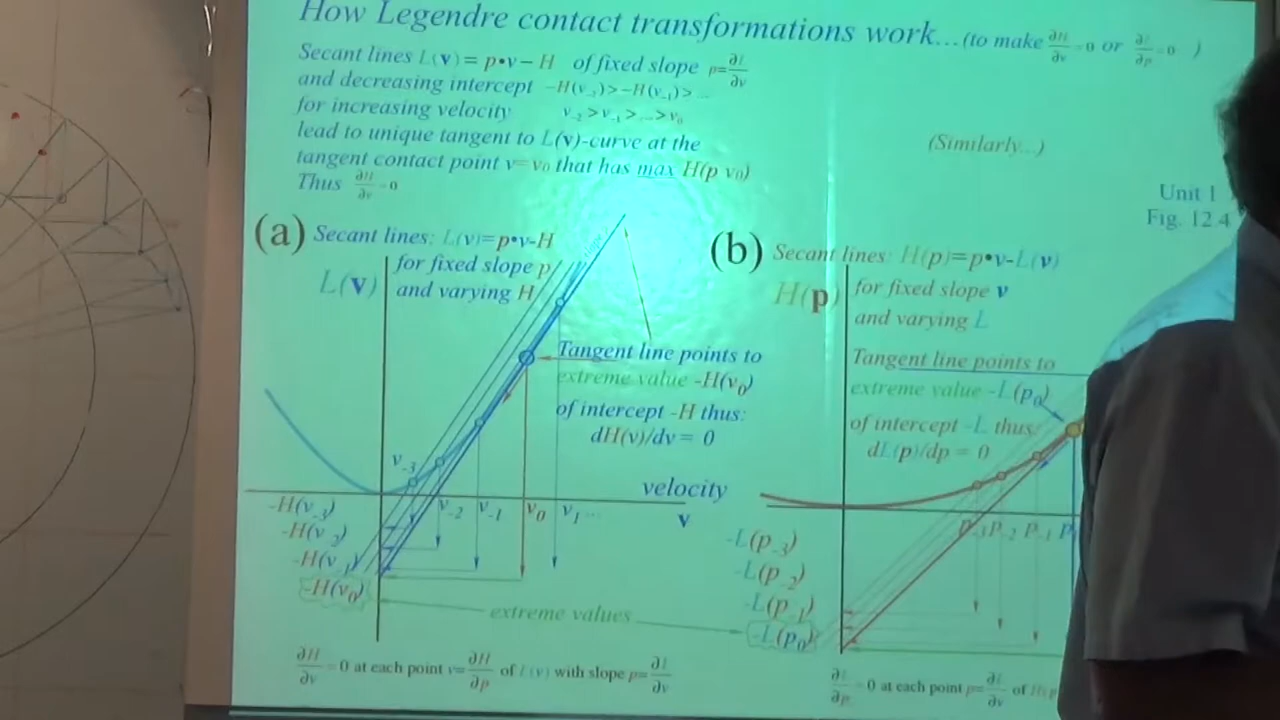 How Legendre contact transformations work...(to make ∂H/∂v=0 or ∂L/∂p=0 )
Secant lines L(v)= p•v− H of fixed slope p=∂L/∂v
and decreasing intercept -H(v₋₂)>-H(v₋₁)> ...
for increasing velocity v₋₂>v₋₁>...>v₀
lead to unique tangent to L(v)-curve at the
tangent contact point v=v₀ that has max H(p v₀)
Thus ∂H/∂v=0
(Similarly...)
Unit 1
Fig. 12.4
(a) Secant lines: L(v)=p•v-H
for fixed slope p
and varying H
L(v)
Tangent line points to
extreme value -H(v₀)
of intercept -H thus:
dH(v)/dv = 0
velocity
v
v₋₃
v₋₂ v₋₁ v₀ v₁...
-H(v₋₃)
-H(v₋₂)
-H(v₋₁)
-H(v₀)
extreme values
∂H/∂v=0 at each point v=∂H/∂p of L(v) with slope p=∂L/∂v
(b) Secant lines: H(p)=p•v-L(v)
for fixed slope v
and varying L
H(p)
Tangent line points to
extreme value -L(p₀)
of intercept -L thus:
dL(p)/dp = 0
p₋₃ p₋₂ p₋₁ p
-L(p₋₃)
-L(p₋₂)
-L(p₋₁)
-L(p₀)
∂L/∂p=0 at each point p=∂L/∂v of H(p